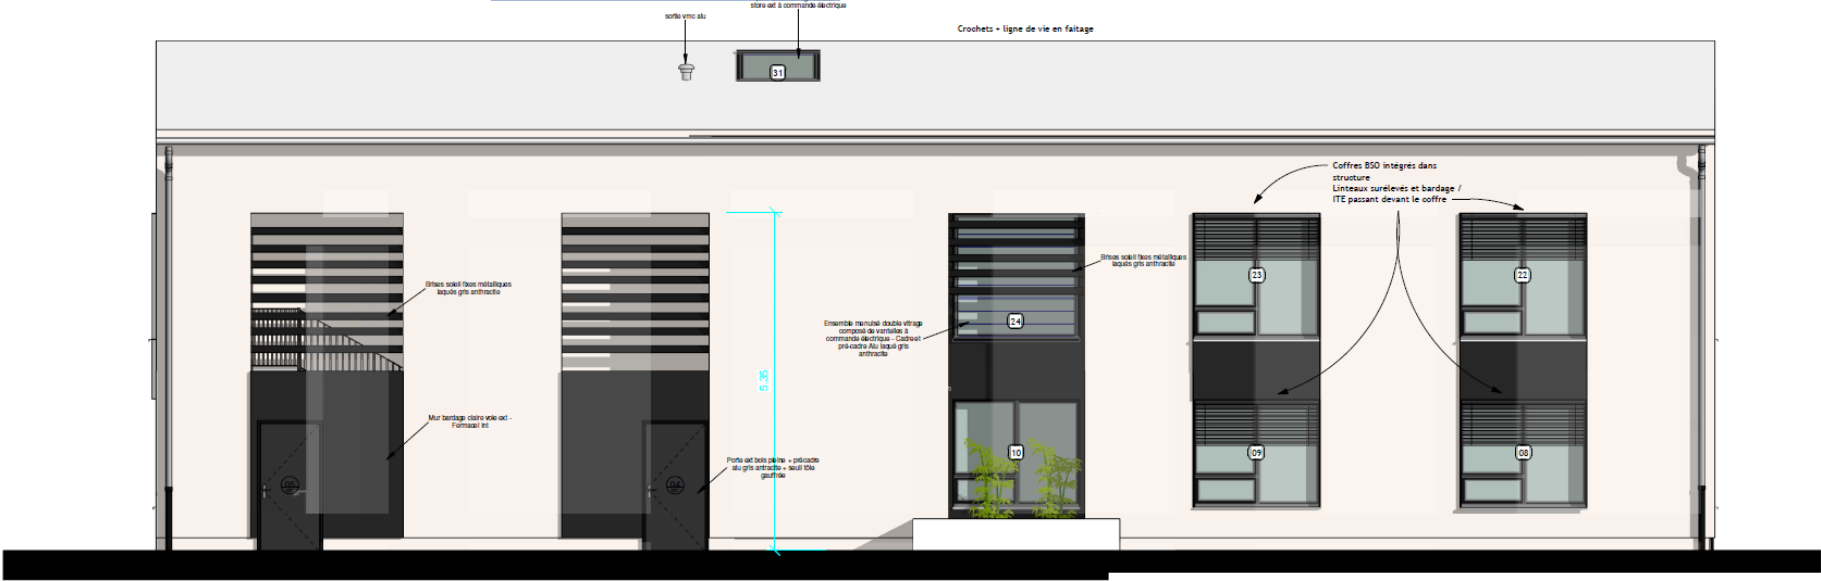 store ext à commande électrique
sortie vmc alu
Crochets + ligne de vie en faitage
31
Coffres BSO intégrés dans
structure
Linteaux surélevés et bardage /
ITE passant devant le coffre
Brises soleil fixes métalliques
laqués gris anthracite
Brises soleil fixes métalliques
laqués gris anthracite
23
22
Ensemble menuisé double vitrage
composé de vantelles à
commande électrique - Cadre et
pré-cadre Alu laqué gris
anthracite
24
5.35
Mur bardage claire voie ext -
Fermacel int
Porte ext bois pleine + précadre
alu gris antracite + seuil tôle
gaufrée
10
09
08
05
04